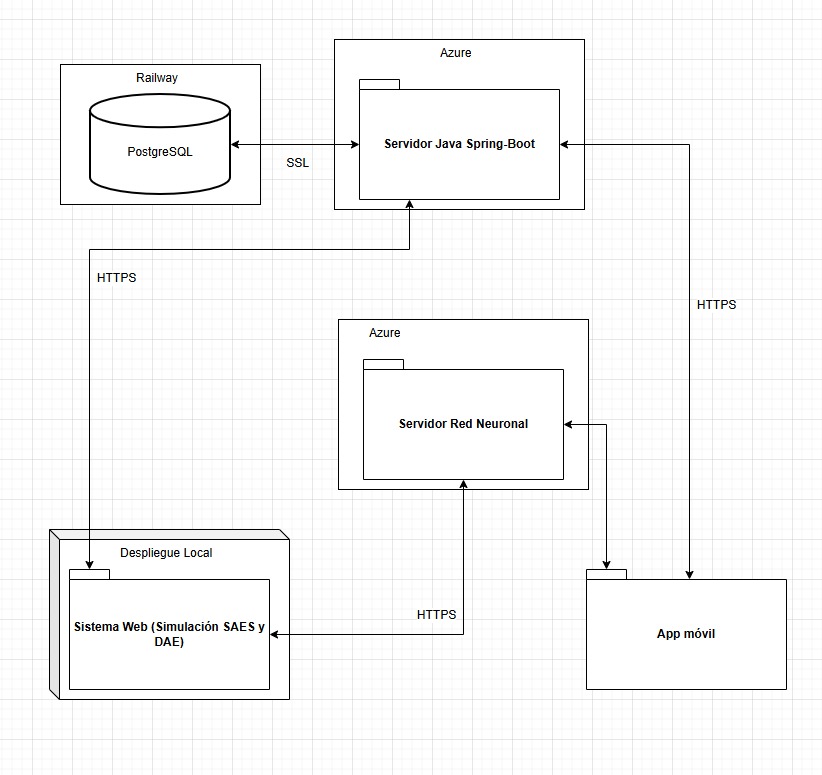 Azure
Railway
PostgreSQL
SSL
Servidor Java Spring-Boot
HTTPS
HTTPS
Azure
Servidor Red Neuronal
Despliegue Local
Sistema Web (Simulación SAES y
DAE)
HTTPS
App móvil